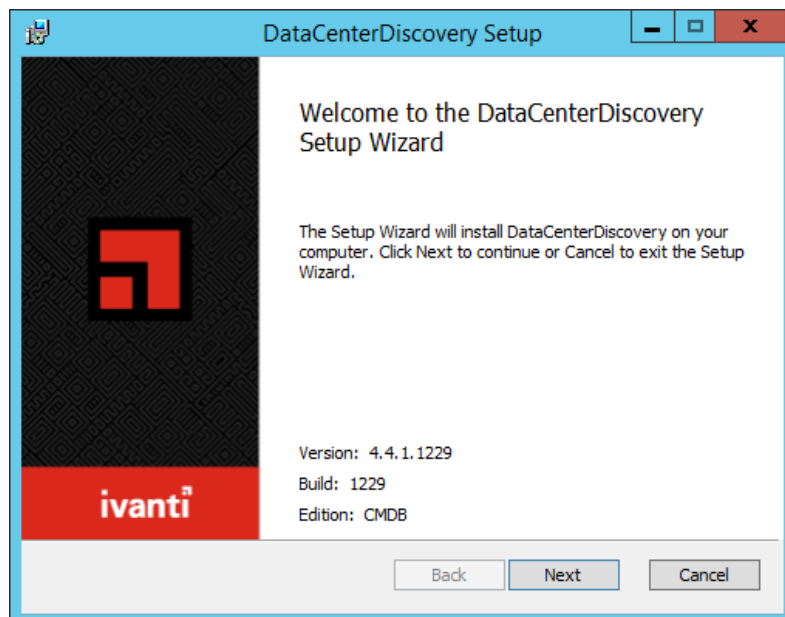 DataCenterDiscovery Setup
Welcome to the DataCenterDiscovery
Setup Wizard
The Setup Wizard will install DataCenterDiscovery on your
computer. Click Next to continue or Cancel to exit the Setup
Wizard.
Version: 4.4.1.1229
Build: 1229
Edition: CMDB
ivanti
Back
Next
Cancel